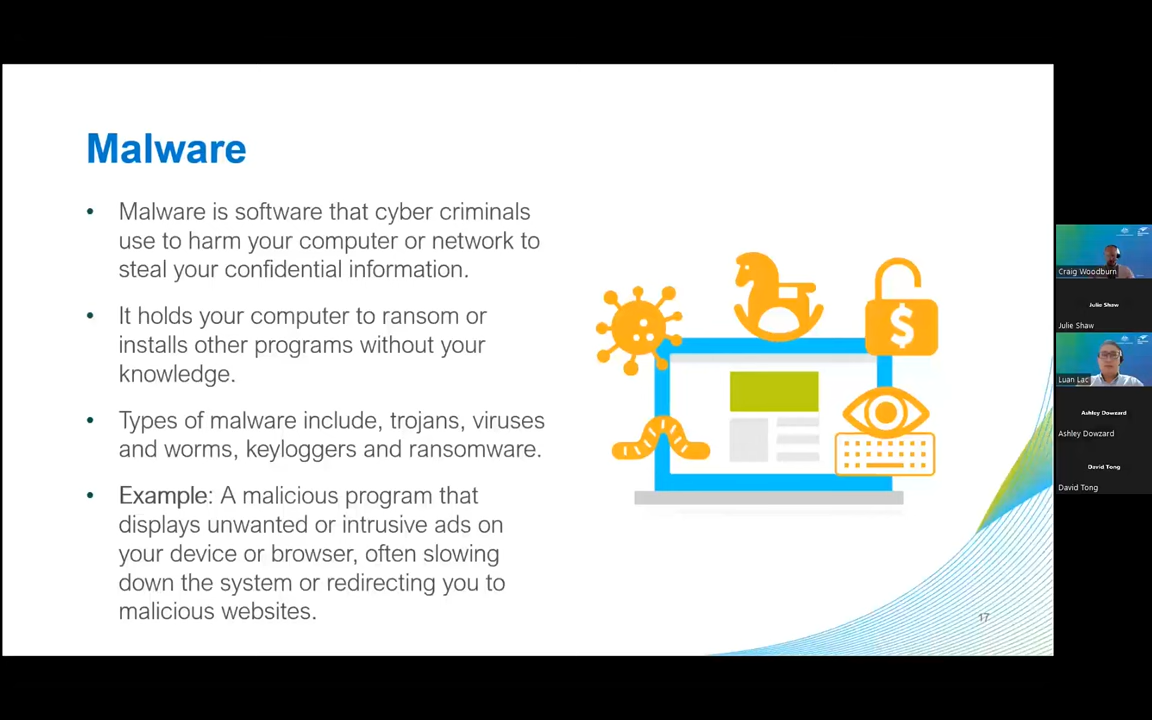 Malware
• Malware is software that cyber criminals
use to harm your computer or network to
steal your confidential information.
• It holds your computer to ransom or
installs other programs without your
knowledge.
• Types of malware include, trojans, viruses
and worms, keyloggers and ransomware.
• Example: A malicious program that
displays unwanted or intrusive ads on
your device or browser, often slowing
down the system or redirecting you to
malicious websites.
$
17
Craig Woodburn
Julie Shaw
Julie Shaw
Luan Lac
Ashley Dowzard
Ashley Dowzard
David Tong
David Tong